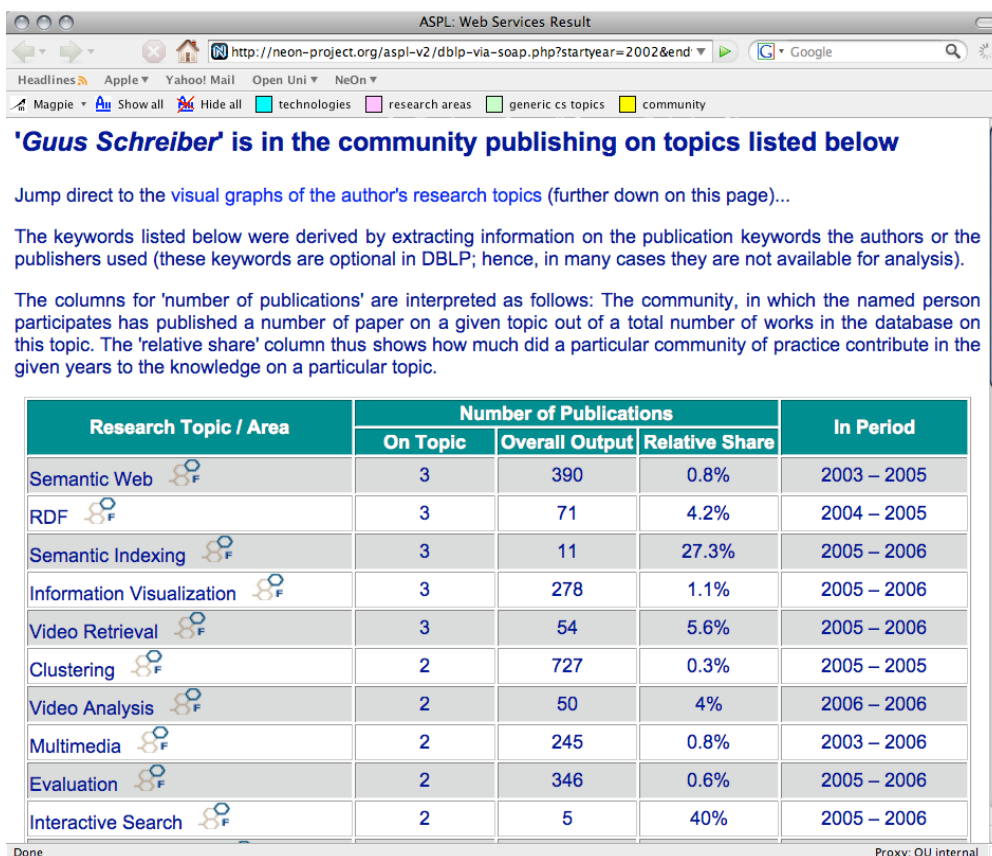 ASPL: Web Services Result
http://neon-project.org/aspl-v2/dblp-via-soap.php?startyear=2002&end
G Google
Headlines Apple Yahoo! Mail Open Uni NeOn
Magpie Au Show all Au Hide all technologies research areas generic cs topics community
'Guus Schreiber' is in the community publishing on topics listed below
Jump direct to the visual graphs of the author's research topics (further down on this page)...
The keywords listed below were derived by extracting information on the publication keywords the authors or the
publishers used (these keywords are optional in DBLP; hence, in many cases they are not available for analysis).
The columns for 'number of publications' are interpreted as follows: The community, in which the named person
participates has published a number of paper on a given topic out of a total number of works in the database on
this topic. The 'relative share' column thus shows how much did a particular community of practice contribute in the
given years to the knowledge on a particular topic.
Research Topic / Area Number of Publications In Period
On Topic Overall Output Relative Share
Semantic Web F 3 390 0.8% 2003 – 2005
RDF F 3 71 4.2% 2004 – 2005
Semantic Indexing F 3 11 27.3% 2005 – 2006
Information Visualization F 3 278 1.1% 2005 – 2006
Video Retrieval F 3 54 5.6% 2005 – 2006
Clustering F 2 727 0.3% 2005 – 2005
Video Analysis F 2 50 4% 2006 – 2006
Multimedia F 2 245 0.8% 2003 – 2006
Evaluation F 2 346 0.6% 2005 – 2006
Interactive Search F 2 5 40% 2005 – 2006
Done Proxy: OU internal